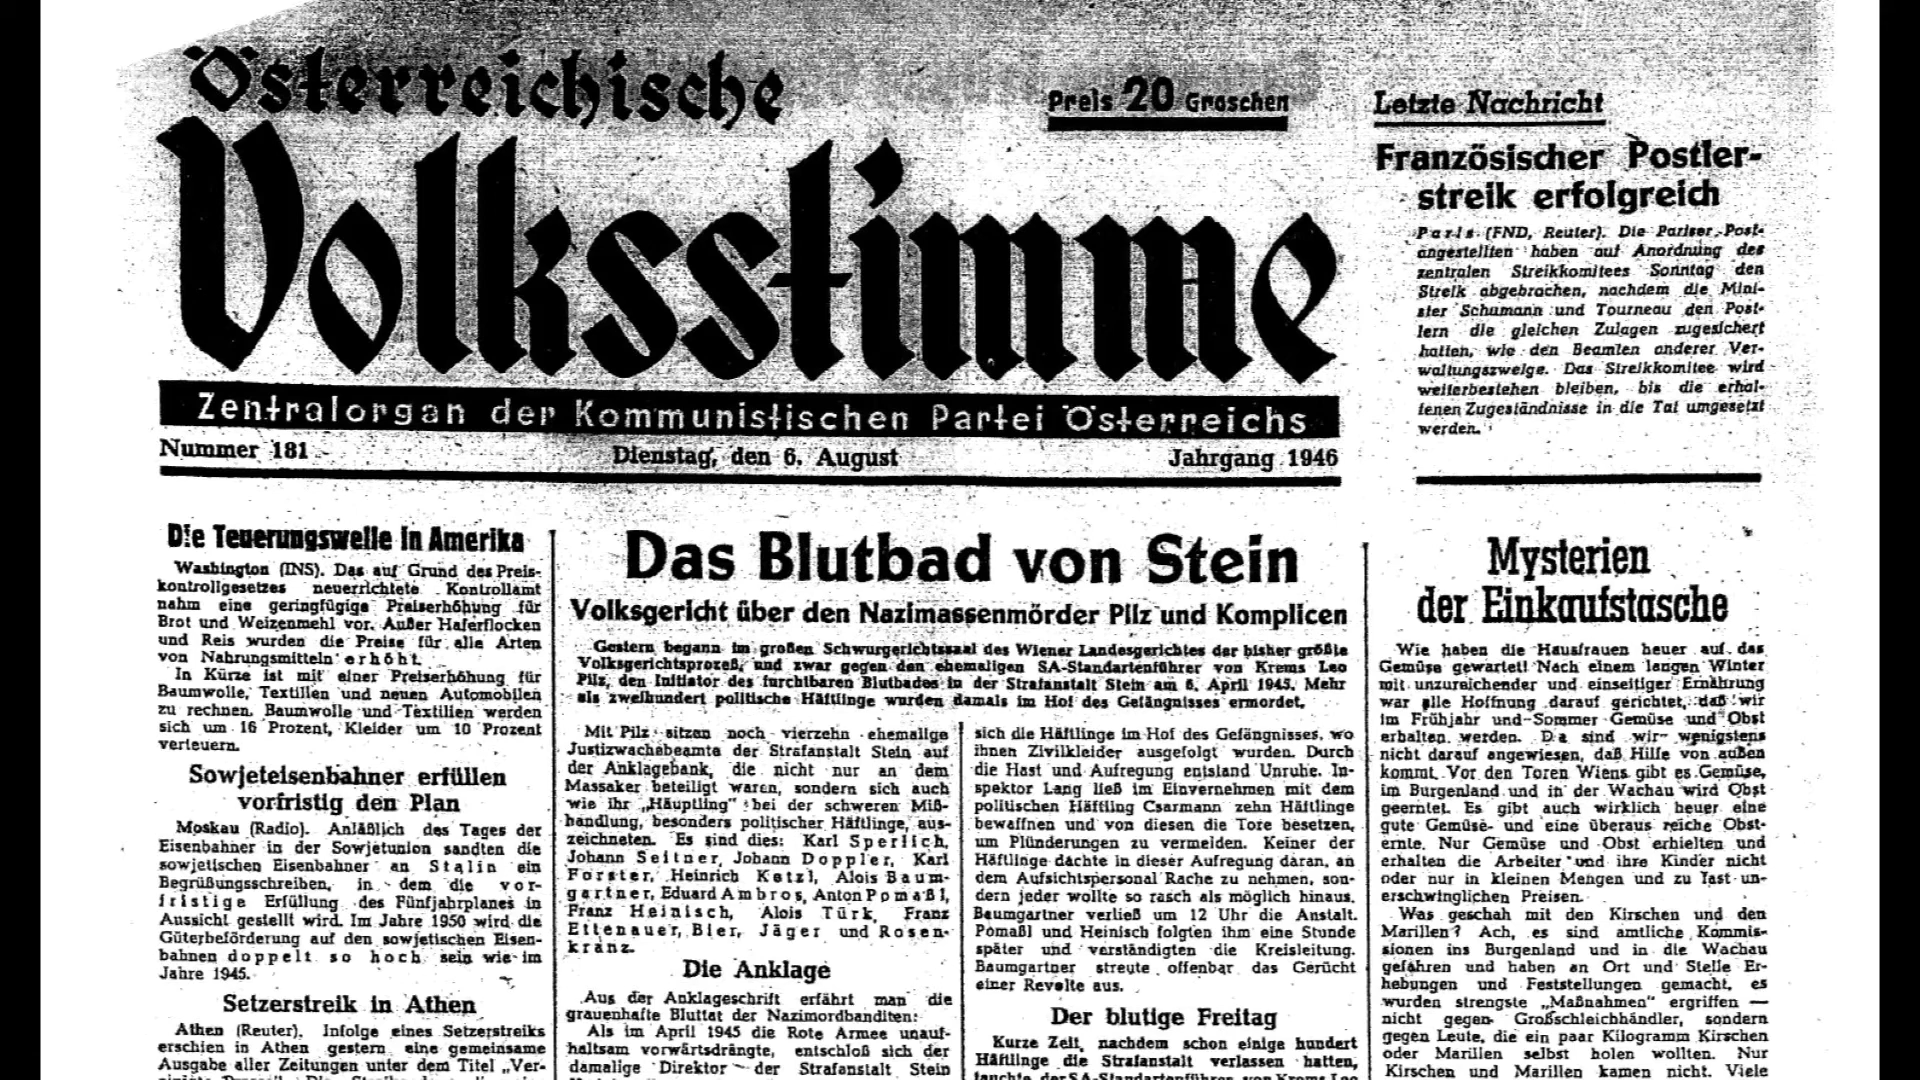 Österreichische
Volksstimme
Preis 20 Groschen
Zentralorgan der Kommunistischen Partei Österreichs
Nummer 181
Dienstag, den 6. August
Jahrgang 1946
Letzte Nachricht
Französischer Postler-
streik erfolgreich
Paris (FND, Reuter). Die Pariser Post-
angestellten haben auf Anordnung des
zentralen Streikkomitees Sonntag den
Streik abgebrochen, nachdem die Mini-
ster Schumann und Tourneau den Post-
lern die gleichen Zulagen zugesichert
hatten, wie den Beamten anderer Ver-
waltungszweige. Das Streikkomitee wird
weiterbestehen bleiben, bis die erhal-
tenen Zugeständnisse in die Tat umgesetzt
werden.
Die Teuerungswelle in Amerika
Washington (INS). Das auf Grund des Preis-
kontrollgesetzes neuerrichtete Kontrollamt
nahm eine geringfügige Preiserhöhung für
Brot und Weizenmehl vor. Außer Haferflocken
und Reis wurden die Preise für alle Arten
von Nahrungsmitteln erhöht.
In Kürze ist mit einer Preiserhöhung für
Baumwolle, Textilien und neuen Automobilen
zu rechnen. Baumwolle und Textilien werden
sich um 16 Prozent, Kleider um 10 Prozent
verteuern.
Sowjeteisenbahner erfüllen
vorfristig den Plan
Moskau (Radio). Anläßlich des Tages der
Eisenbahner in der Sowjetunion sandten die
sowjetischen Eisenbahner an Stalin ein
Begrüßungsschreiben, in dem die vor-
fristige Erfüllung des Fünfjahrplanes in
Aussicht gestellt wird. Im Jahre 1950 wird die
Güterbeförderung auf den sowjetischen Eisen-
bahnen doppelt so hoch sein wie im
Jahre 1945.
Setzerstreik in Athen
Athen (Reuter). Infolge eines Setzerstreiks
erschien in Athen gestern eine gemeinsame
Ausgabe aller Zeitungen unter dem Titel „Ver-
Das Blutbad von Stein
Volksgericht über den Nazimassenmörder Pilz und Komplicen
Gestern begann im großen Schwurgerichtssaal des Wiener Landesgerichtes der bisher größte
Volksgerichtsprozeß, und zwar gegen den ehemaligen SA-Standartenführer von Krems Leo
Pilz, den Initiator des furchtbaren Blutbades in der Strafanstalt Stein am 6. April 1945. Mehr
als zweihundert politische Häftlinge wurden damals im Hof des Gefängnisses ermordet.
Mit Pilz sitzen noch vierzehn ehemalige
Justizwachebeamte der Strafanstalt Stein auf
der Anklagebank, die nicht nur an dem
Massaker beteiligt waren, sondern sich auch
wie ihr „Häuptling" bei der schweren Miß-
handlung, besonders politischer Häftlinge, aus-
zeichneten. Es sind dies: Karl Sperlich,
Johann Seitner, Johann Doppler, Karl
Forster, Heinrich Ketzl, Alois Baum-
gartner, Eduard Ambros, Anton Pomaßl,
Franz Heinisch, Alois Türk, Franz
Ettenauer, Bier, Jäger und Rosen-
kranz.
Die Anklage
Aus der Anklageschrift erfährt man die
grauenhafte Bluttat der Nazimordbanditen:
Als im April 1945 die Rote Armee unauf-
haltsam vorwärtsdrängte, entschloß sich der
damalige Direktor der Strafanstalt Stein
sich die Häftlinge im Hof des Gefängnisses, wo
ihnen Zivilkleider ausgefolgt wurden. Durch
die Hast und Aufregung entstand Unruhe. In-
spektor Lang ließ im Einvernehmen mit dem
politischen Häftling Csarmann zehn Häftlinge
bewaffnen und von diesen die Tore besetzen,
um Plünderungen zu vermeiden. Keiner der
Häftlinge dachte in dieser Aufregung daran, an
dem Aufsichtspersonal Rache zu nehmen, son-
dern jeder wollte so rasch als möglich hinaus.
Baumgartner verließ um 12 Uhr die Anstalt.
Pomaßl und Heinisch folgten ihm eine Stunde
später und verständigten die Kreisleitung.
Baumgartner streute offenbar das Gerücht
einer Revolte aus.
Der blutige Freitag
Kurze Zeit, nachdem schon einige hundert
Häftlinge die Strafanstalt verlassen hatten,
tauchte der SA-Standartenführer von Krems Leo
Mysterien
der Einkaufstasche
Wie haben die Hausfrauen heuer auf das
Gemüse gewartet! Nach einem langen Winter
mit unzureichender und einseitiger Ernährung
war alle Hoffnung darauf gerichtet, daß wir
im Frühjahr und Sommer Gemüse und Obst
erhalten werden. Da sind wir wenigstens
nicht darauf angewiesen, daß Hilfe von außen
kommt. Vor den Toren Wiens gibt es Gemüse,
im Burgenland und in der Wachau wird Obst
geerntet. Es gibt auch wirklich heuer eine
gute Gemüse- und eine überaus reiche Obst-
ernte. Nur Gemüse und Obst erhielten und
erhalten die Arbeiter und ihre Kinder nicht
oder nur in kleinen Mengen und zu fast un-
erschwinglichen Preisen.
Was geschah mit den Kirschen und den
Marillen? Ach, es sind amtliche Kommis-
sionen ins Burgenland und in die Wachau
gefahren und haben an Ort und Stelle Er-
hebungen und Feststellungen gemacht, es
wurden strengste „Maßnahmen" ergriffen —
nicht gegen Großschleichhändler, sondern
gegen Leute, die ein paar Kilogramm Kirschen
oder Marillen selbst holen wollten. Nur
Kirschen und Marillen kamen nicht. Viele